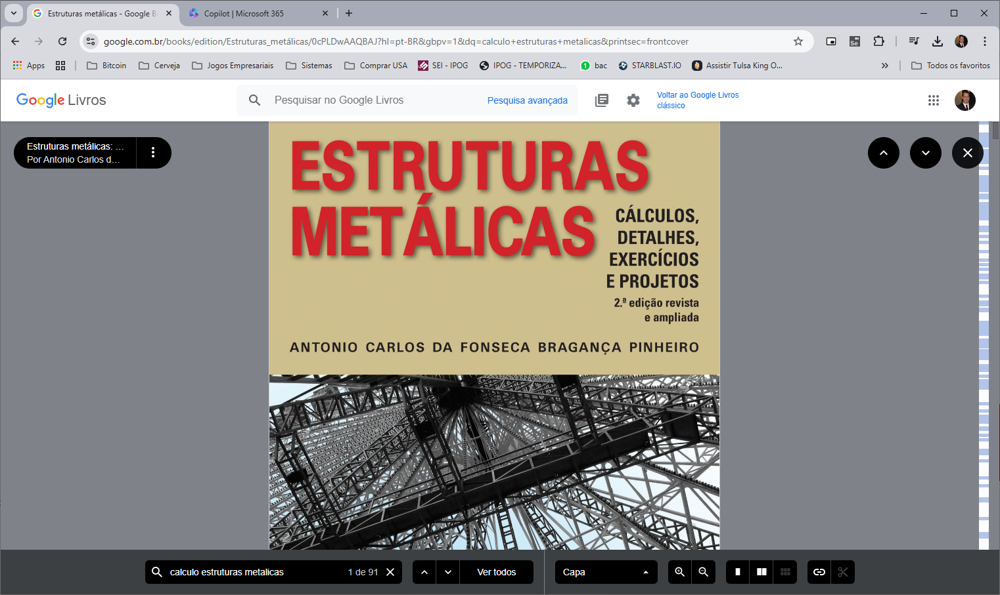 Estruturas metálicas - Google B
Copilot | Microsoft 365
google.com.br/books/edition/Estruturas_metálicas/0cPLDwAAQBAJ?hl=pt-BR&gbpv=1&dq=calculo+estruturas+metalicas&printsec=frontcover
Se
Apps
Bitcoin
Cerveja
Jogos Empresariais
Sistemas
Comprar USA
SEI - IPOG
IPOG - TEMPORIZA...
1
bac
STARBLAST.IO
Assistir Tulsa King O...
Todos os favoritos
Google Livros
Pesquisar no Google Livros
Pesquisa avançada
Voltar ao Google Livros
clássico
Estruturas metálicas: ...
Por Antonio Carlos d...
ESTRUTURAS
METÁLICAS
CÁLCULOS,
DETALHES,
EXERCÍCIOS
E PROJETOS
2.ª edição revista
e ampliada
ANTONIO CARLOS DA FONSECA BRAGANÇA PINHEIRO
calculo estruturas metalicas
1 de 91
Ver todos
Capa